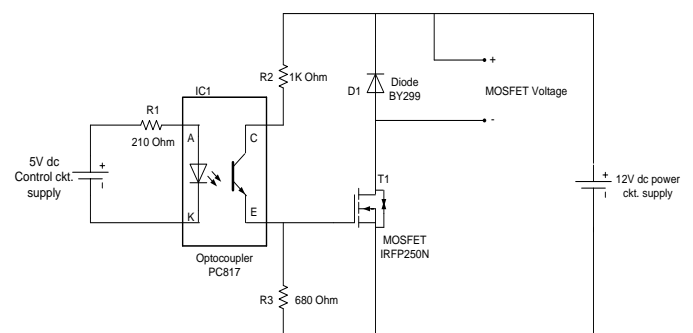 R2
1K Ohm
D1
Diode
BY299
+
MOSFET Voltage
-
IC1
R1
210 Ohm
A
C
5V dc
Control ckt.
supply
+
-
K
E
T1
12V dc power
ckt. supply
+
-
MOSFET
IRFP250N
Optocoupler
PC817
R3
680 Ohm